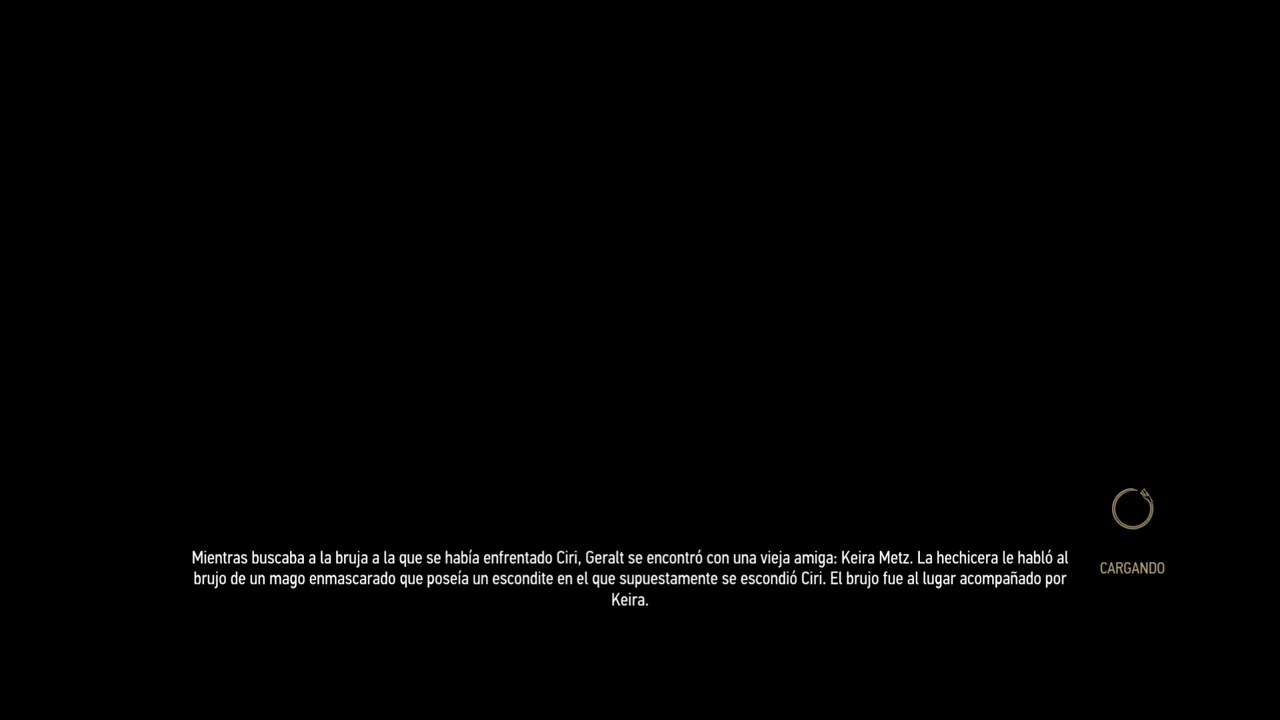 Mientras buscaba a la bruja a la que se había enfrentado Ciri, Geralt se encontró con una vieja amiga: Keira Metz. La hechicera le habló al
brujo de un mago enmascarado que poseía un escondite en el que supuestamente se escondió Ciri. El brujo fue al lugar acompañado por
Keira.
CARGANDO